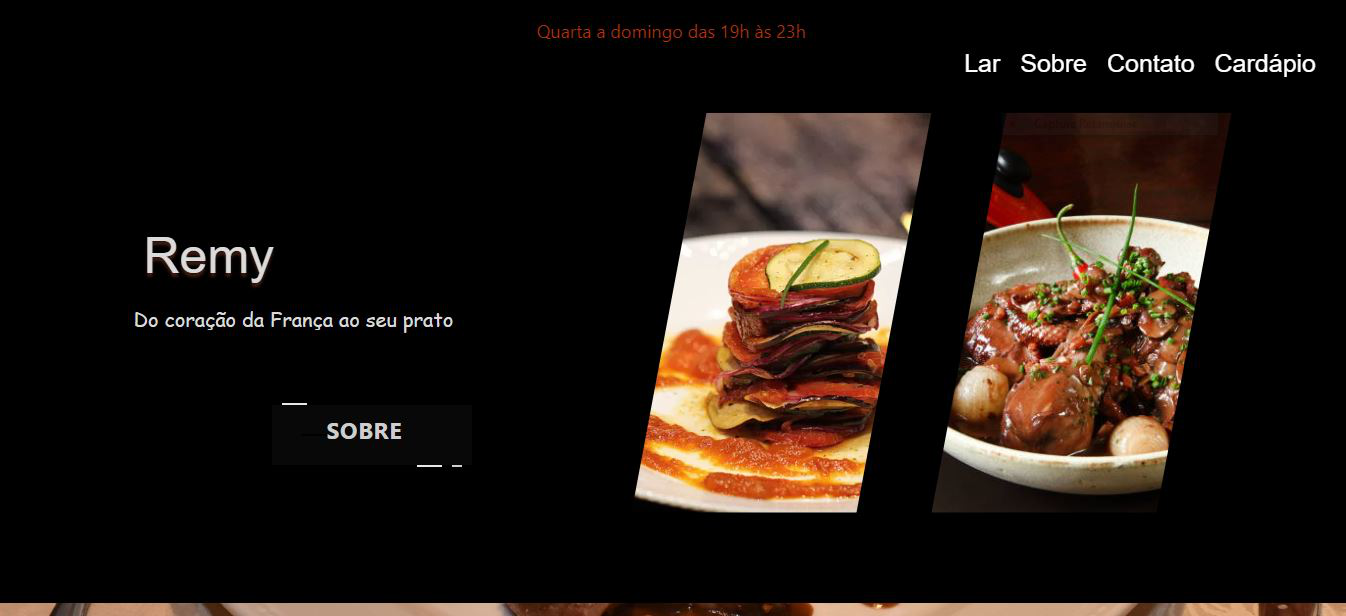 Quarta a domingo das 19h às 23h
Lar Sobre Contato Cardápio
Remy
Do coração da França ao seu prato
SOBRE